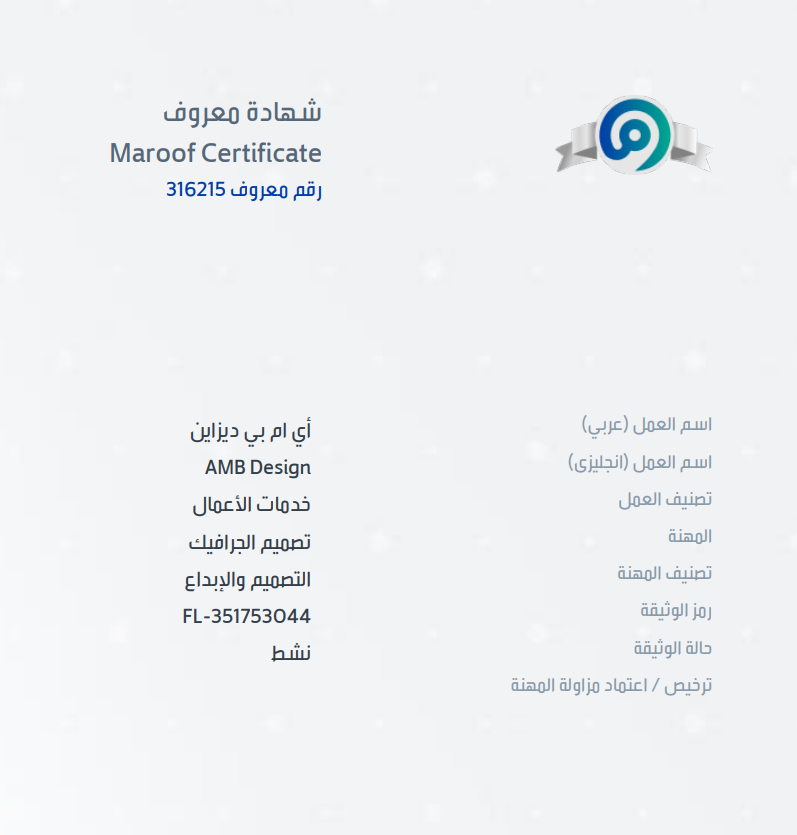 شهادة معروف
Maroof Certificate
رقم معروف 316215
اسم العمل (عربي) أي ام بي ديزاين
اسم العمل (انجليزى) AMB Design
تصنيف العمل خدمات الأعمال
المهنة تصميم الجرافيك
تصنيف المهنة التصميم والإبداع
رمز الوثيقة FL-351753044
حالة الوثيقة نشط
ترخيص / اعتماد مزاولة المهنة